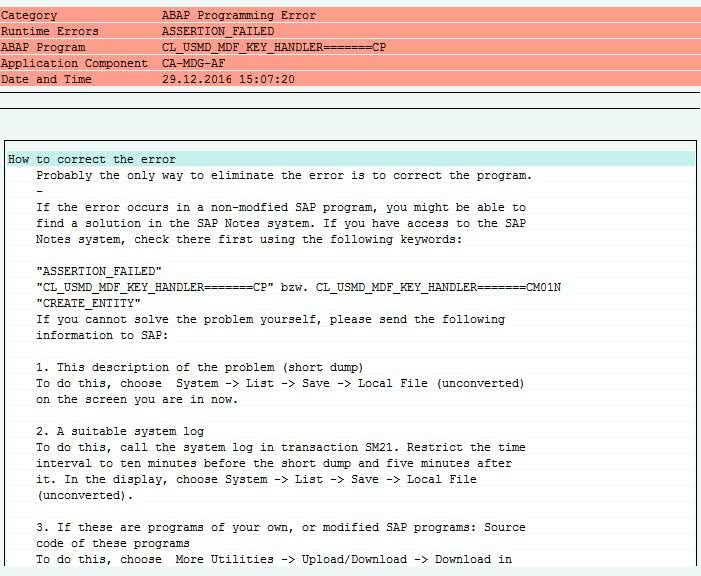 Category ABAP Programming Error
Runtime Errors ASSERTION_FAILED
ABAP Program CL_USMD_MDF_KEY_HANDLER=======CP
Application Component CA-MDG-AF
Date and Time 29.12.2016 15:07:20
How to correct the error
Probably the only way to eliminate the error is to correct the program.
-
If the error occurs in a non-modfied SAP program, you might be able to
find a solution in the SAP Notes system. If you have access to the SAP
Notes system, check there first using the following keywords:
"ASSERTION_FAILED"
"CL_USMD_MDF_KEY_HANDLER=======CP" bzw. CL_USMD_MDF_KEY_HANDLER=======CM01N
"CREATE_ENTITY"
If you cannot solve the problem yourself, please send the following
information to SAP:
1. This description of the problem (short dump)
To do this, choose System -> List -> Save -> Local File (unconverted)
on the screen you are in now.
2. A suitable system log
To do this, call the system log in transaction SM21. Restrict the time
interval to ten minutes before the short dump and five minutes after
it. In the display, choose System -> List -> Save -> Local File
(unconverted).
3. If these are programs of your own, or modified SAP programs: Source
code of these programs
To do this, choose More Utilities -> Upload/Download -> Download in